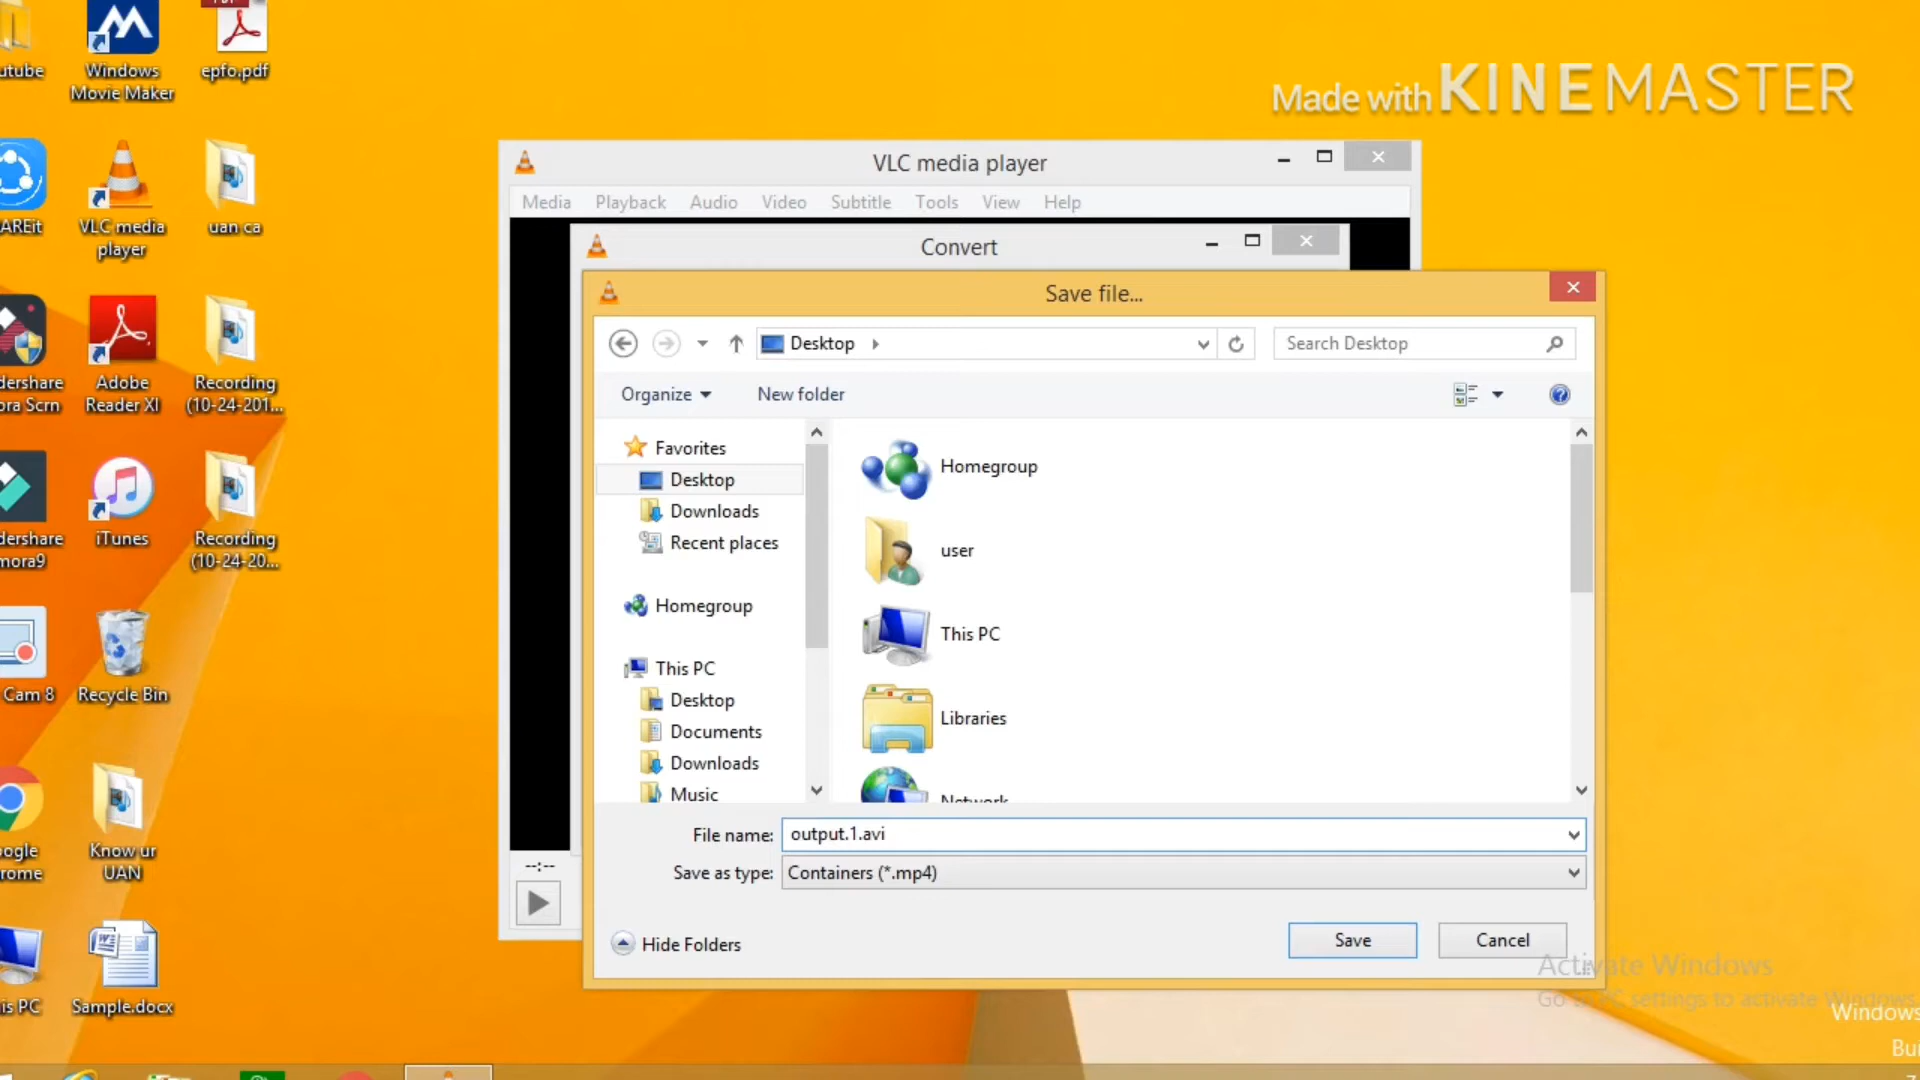 utube
Windows
Movie Maker
epfo.pdf
Made with KINEMASTER
AREit
VLC media
player
uan ca
dershare
ora Scrn
Adobe
Reader XI
Recording
(10-24-201...
dershare
mora9
iTunes
Recording
(10-24-20...
Cam 8
Recycle Bin
ogle
rome
Know ur
UAN
is PC
Sample.docx
VLC media player
Media Playback Audio Video Subtitle Tools View Help
Convert
Save file...
Desktop
Search Desktop
Organize
New folder
Favorites
Desktop
Downloads
Recent places
Homegroup
This PC
Desktop
Documents
Downloads
Music
Homegroup
user
This PC
Libraries
Network
File name: output.1.avi
Save as type: Containers (*.mp4)
--:--
Hide Folders
Save
Cancel
Activate Windows
Go to PC settings to activate Windows.
Windows
Bui